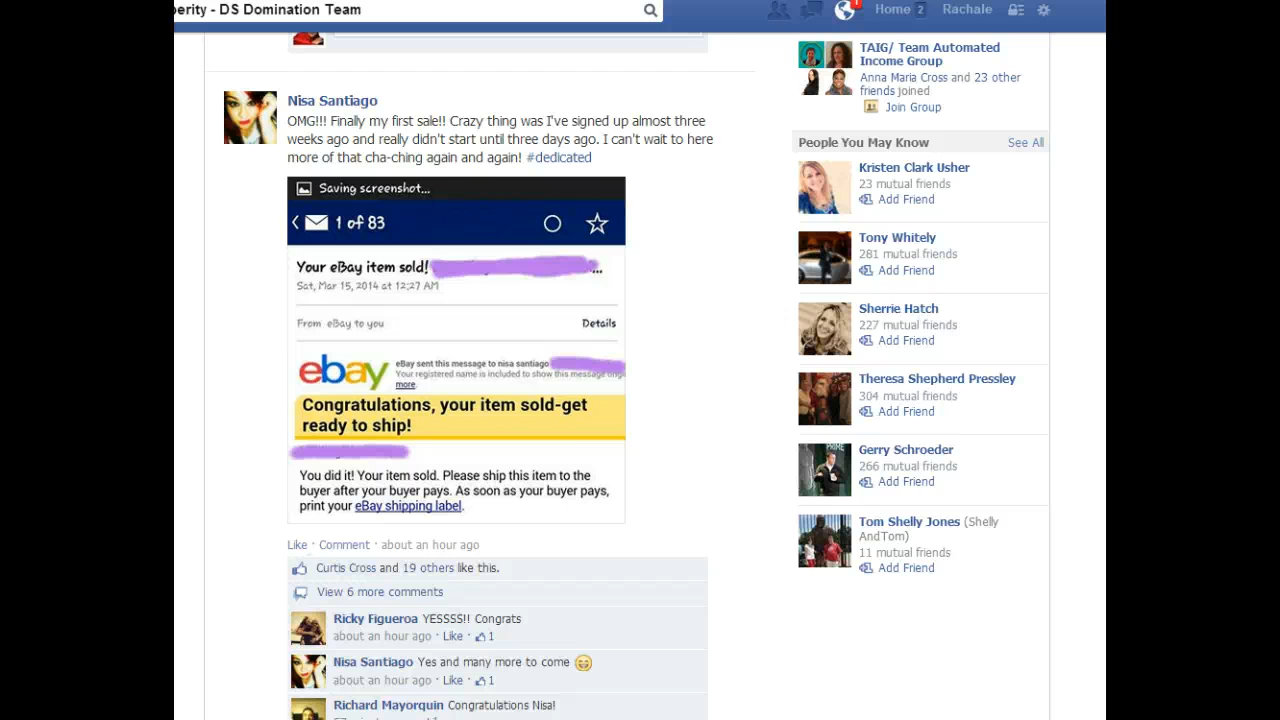 perity - DS Domination Team
Home 2
Rachale
1
Nisa Santiago
OMG!!! Finally my first sale!! Crazy thing was I've signed up almost three
weeks ago and really didn't start until three days ago. I can't wait to here
more of that cha-ching again and again! #dedicated
Saving screenshot...
1 of 83
Your eBay item sold! ...
Sat, Mar 15, 2014 at 12:27 AM
From eBay to you
Details
ebay
eBay sent this message to nisa santiago
Your registered name is included to show this message
more.
Congratulations, your item sold-get
ready to ship!
You did it! Your item sold. Please ship this item to the
buyer after your buyer pays. As soon as your buyer pays,
print your eBay shipping label.
Like · Comment · about an hour ago
Curtis Cross and 19 others like this.
View 6 more comments
Ricky Figueroa YESSSS!! Congrats
about an hour ago · Like · 1
Nisa Santiago Yes and many more to come
about an hour ago · Like · 1
Richard Mayorquin Congratulations Nisa!
TAIG/ Team Automated
Income Group
Anna Maria Cross and 23 other
friends joined
Join Group
People You May Know
See All
Kristen Clark Usher
23 mutual friends
Add Friend
Tony Whitely
281 mutual friends
Add Friend
Sherrie Hatch
227 mutual friends
Add Friend
Theresa Shepherd Pressley
304 mutual friends
Add Friend
Gerry Schroeder
266 mutual friends
Add Friend
Tom Shelly Jones (Shelly
AndTom)
11 mutual friends
Add Friend